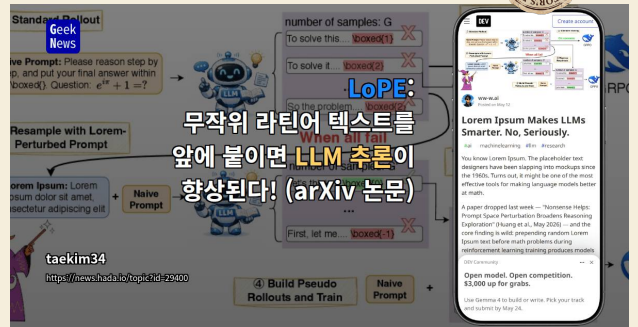 Standard Rollout
Geek
News
ive Prompt: Please reason step by
p, and put your final answer within
\boxed{} Question: e^{iπ} + 1 =?
Resample with Lorem-
Perturbed Prompt
orem Ipsum: Lorem
psum dolor sit amet,
nsectetur adipiscing elit
+
Naive
Prompt
number of samples: G
To solve this.... \boxed{1}
To solve it.... \boxed{2}
So the problem.... \boxed{2}
When all fail
number of samples
First, let me.... \boxed{-1}
④ Build Pseudo
Rollouts and Train
Naive
Prompt
+
LoPE:
무작위 라틴어 텍스트를
앞에 붙이면 LLM 추론이
향상된다! (arXiv 논문)
taekim34
https://news.hada.io/topic?id=29400
DEV
Create account
ww-w.ai
Posted on May 12
Lorem Ipsum Makes LLMs
Smarter. No, Seriously.
#ai machinelearning #llm #research
You know Lorem Ipsum. The placeholder text
designers have been slapping into mockups since
the 1960s. Turns out, it might be one of the most
effective tools for making language models better
at math.
A paper dropped last week — "Nonsense Helps:
Prompt Space Perturbation Broadens Reasoning
Exploration" (Huang et al., May 2026) — and the
core finding is wild: prepending random Lorem
Ipsum text before math problems during
reinforcement learning training produces models
DEV Community
Open model. Open competition.
$3,000 up for grabs.
Use Gemma 4 to build or write. Pick your track
and submit by May 24.